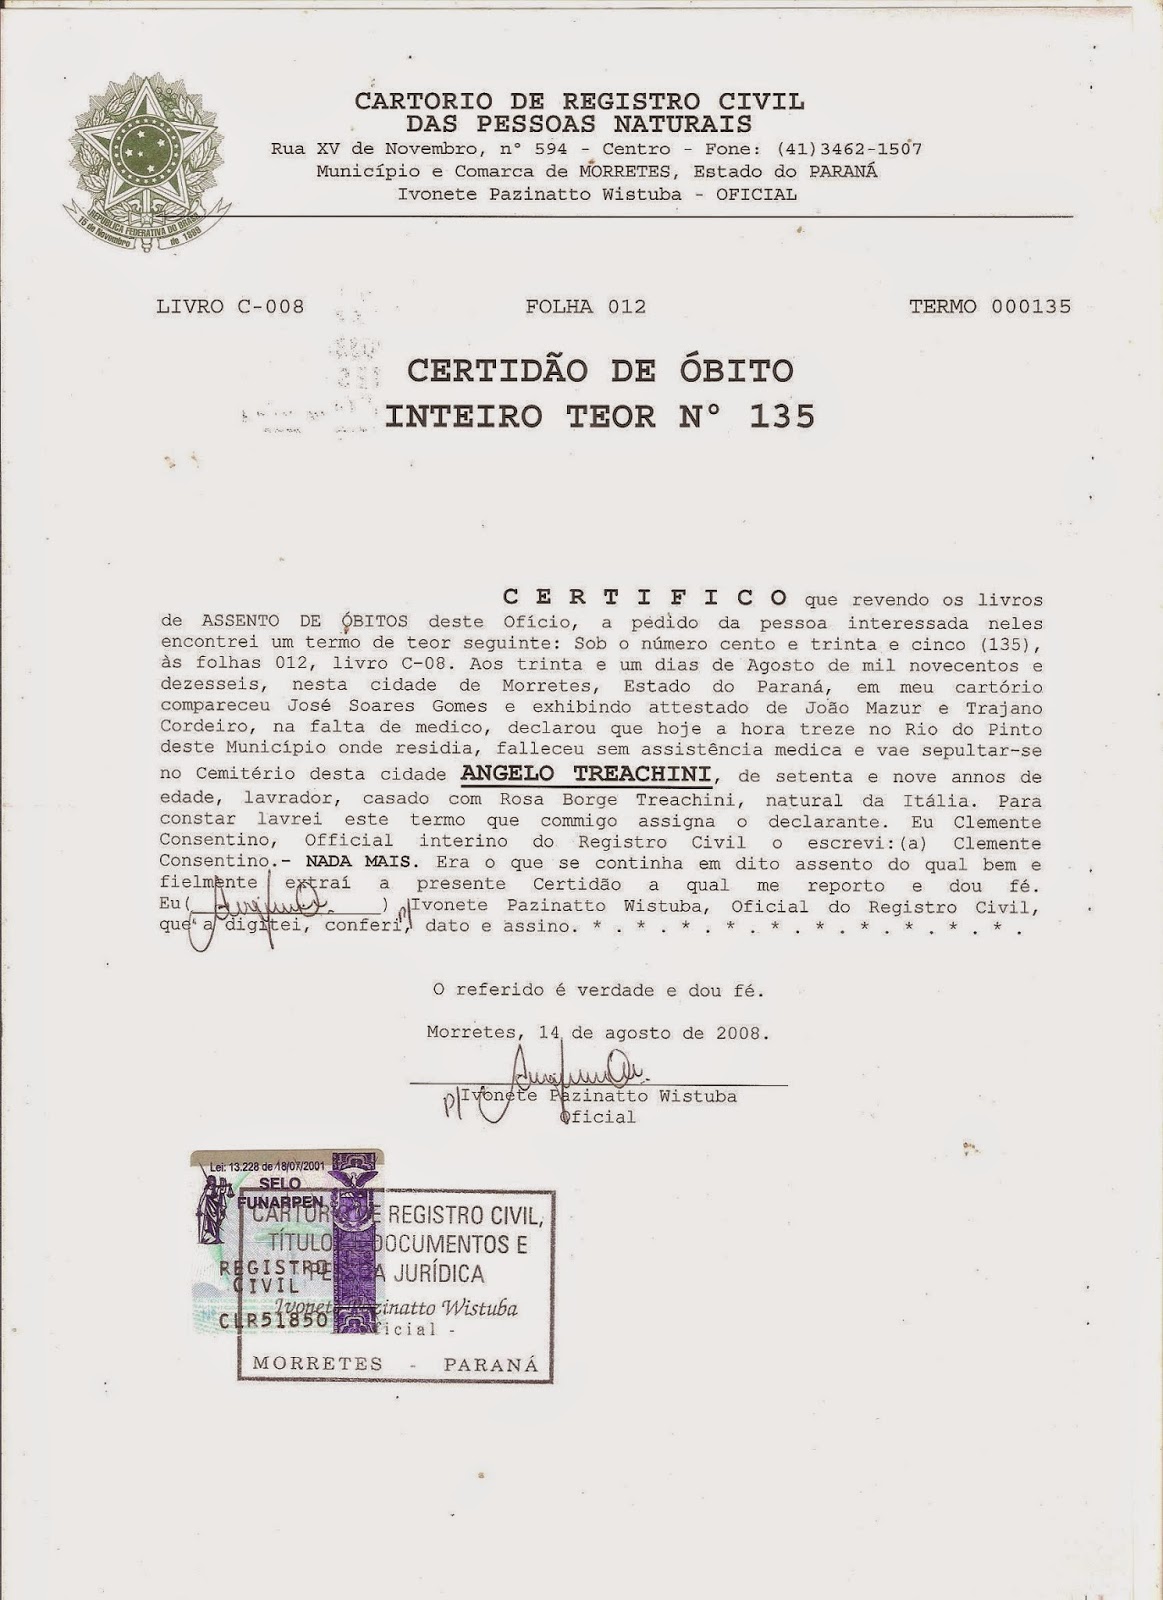 CARTORIO DE REGISTRO CIVIL
DAS PESSOAS NATURAIS
Rua XV de Novembro, n° 594 - Centro - Fone: (41)3462-1507
Município e Comarca de MORRETES, Estado do PARANÁ
Ivonete Pazinatto Wistuba - OFICIAL
REPUBLICA FEDERATIVA DO BRASIL
15 de Novembro de 1889
LIVRO C-008 FOLHA 012 TERMO 000135
CERTIDÃO DE ÓBITO
INTEIRO TEOR N° 135
C E R T I F I C O que revendo os livros
de ASSENTO DE ÓBITOS deste Ofício, a pedido da pessoa interessada neles
encontrei um termo de teor seguinte: Sob o número cento e trinta e cinco (135),
às folhas 012, livro C-08. Aos trinta e um dias de Agosto de mil novecentos e
dezesseis, nesta cidade de Morretes, Estado do Paraná, em meu cartório
compareceu José Soares Gomes e exhibindo attestado de João Mazur e Trajano
Cordeiro, na falta de medico, declarou que hoje a hora treze no Rio do Pinto
deste Município onde residia, falleceu sem assistência medica e vae sepultar-se
no Cemitério desta cidade ANGELO TREACHINI, de setenta e nove annos de
edade, lavrador, casado com Rosa Borge Treachini, natural da Itália. Para
constar lavrei este termo que commigo assigna o declarante. Eu Clemente
Consentino, Official interino do Registro Civil o escrevi:(a) Clemente
Consentino.- NADA MAIS. Era o que se continha em dito assento do qual bem e
fielmente extraí a presente Certidão a qual me reporto e dou fé.
Eu( ) p/Ivonete Pazinatto Wistuba, Oficial do Registro Civil,
que a digitei, conferi, dato e assino. * . * . * . * . * . * . * . * . * . * .
O referido é verdade e dou fé.
Morretes, 14 de agosto de 2008.
p/Ivonete Pazinatto Wistuba
Oficial
Lei: 13.228 de 18/07/2001
SELO
FUNARPEN
REGISTRO
CIVIL
CLR51850
CARTORIO DE REGISTRO CIVIL,
TÍTULO DOCUMENTOS E
JURÍDICA
Ivonete Pazinatto Wistuba
Oficial -
MORRETES - PARANÁ